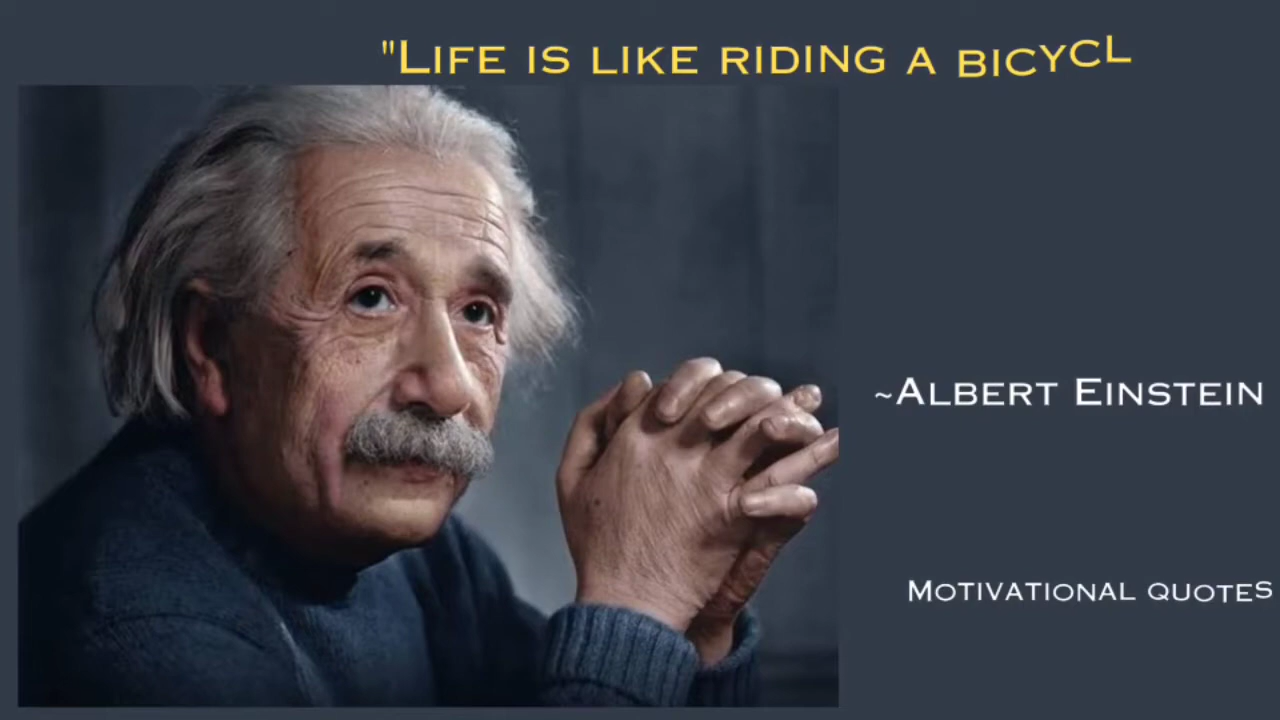 "Life is like riding a bicycl
~Albert Einstein
Motivational quotes